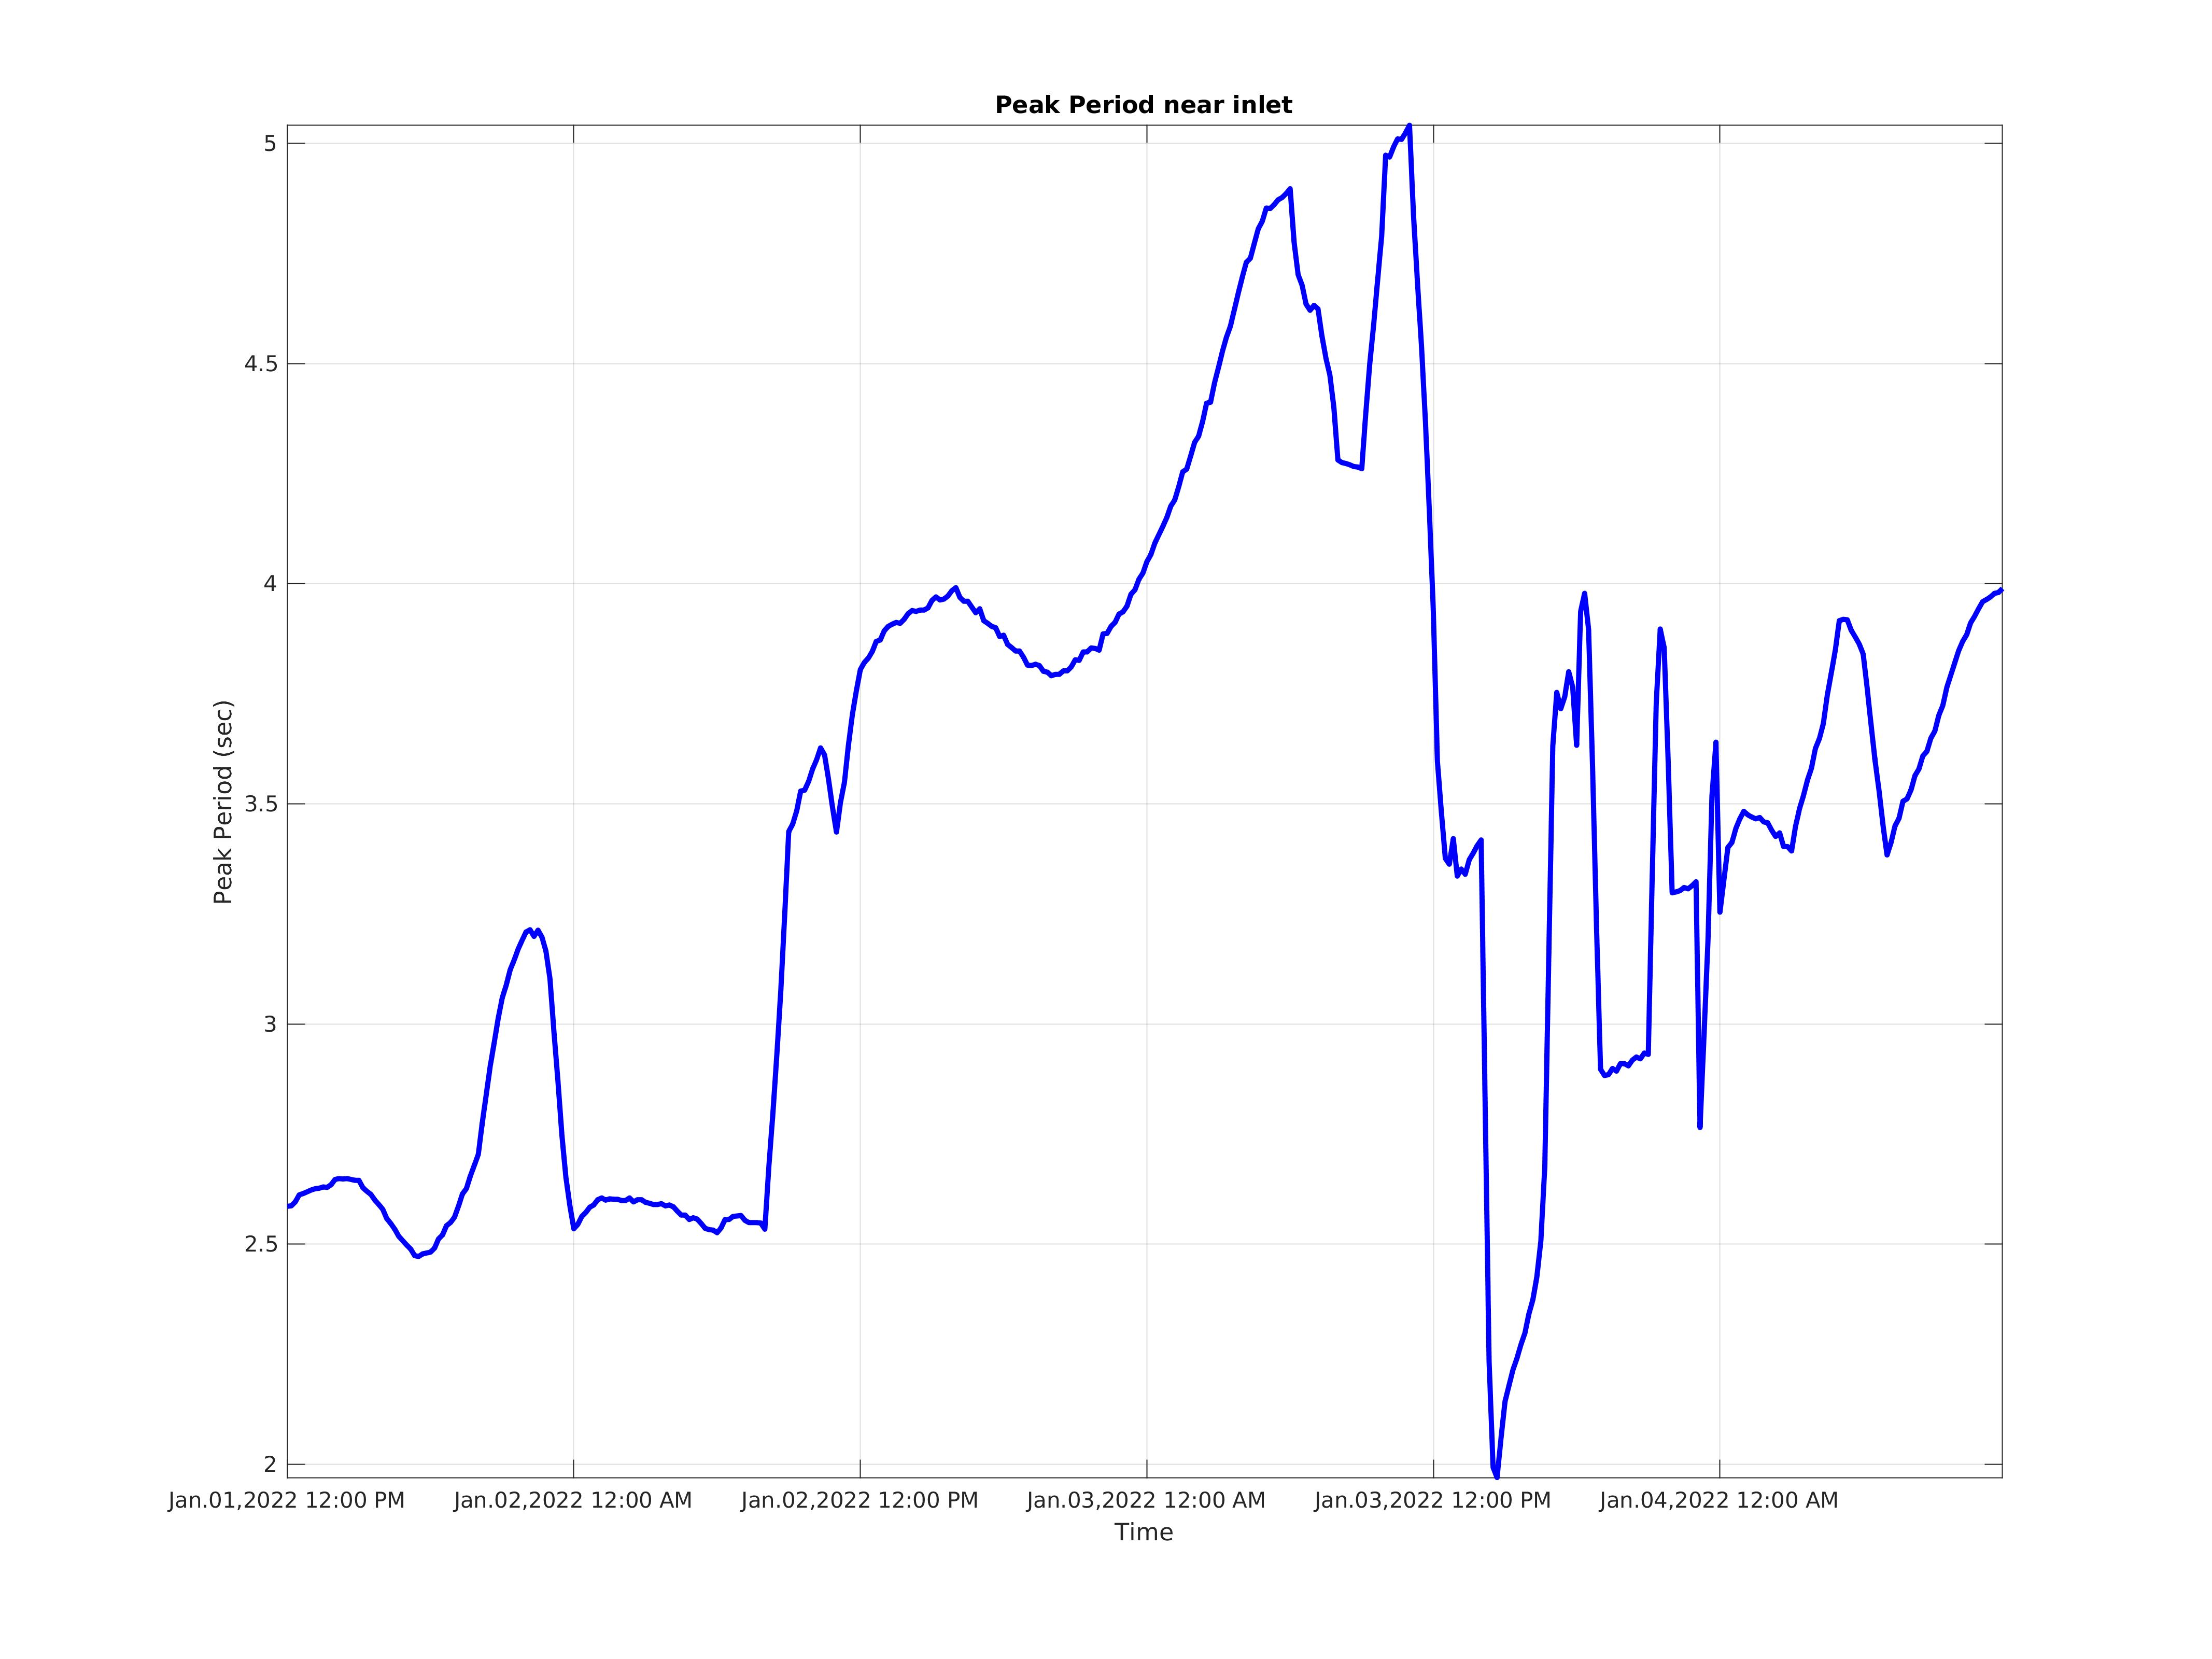 Peak Period near inlet
5
4.5
4
3.5
3
2.5
2
Peak Period (sec)
Jan.01,2022 12:00 PM
Jan.02,2022 12:00 AM
Jan.02,2022 12:00 PM
Jan.03,2022 12:00 AM
Jan.03,2022 12:00 PM
Jan.04,2022 12:00 AM
Time